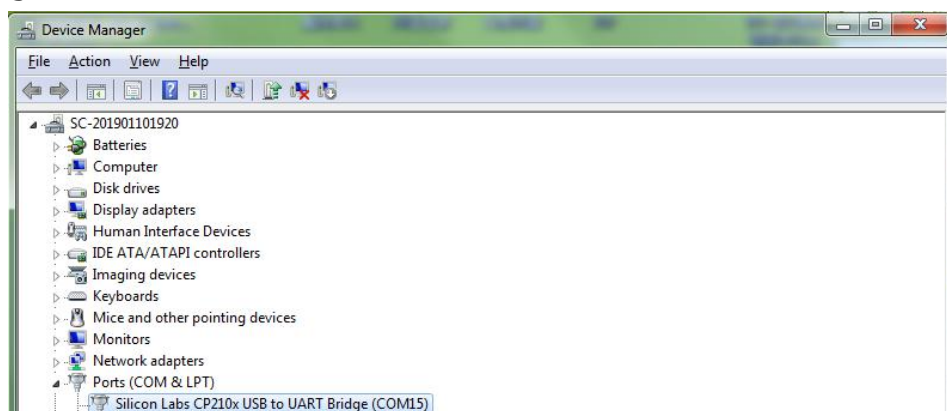 Device Manager
File Action View Help
SC-201901101920
Batteries
Computer
Disk drives
Display adapters
Human Interface Devices
IDE ATA/ATAPI controllers
Imaging devices
Keyboards
Mice and other pointing devices
Monitors
Network adapters
Ports (COM & LPT)
Silicon Labs CP210x USB to UART Bridge (COM15)